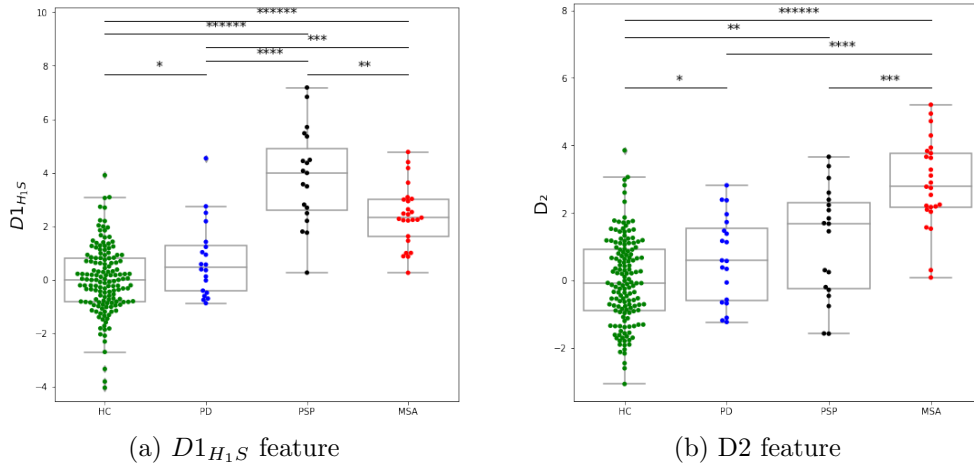 ******
******
***
****
*
**
10
8
6
4
2
0
−2
−4
D1H₁S
HC
PD
PSP
MSA
(a) D1H₁S feature
******
**
****
*
***
8
6
4
2
0
−2
D₂
HC
PD
PSP
MSA
(b) D2 feature